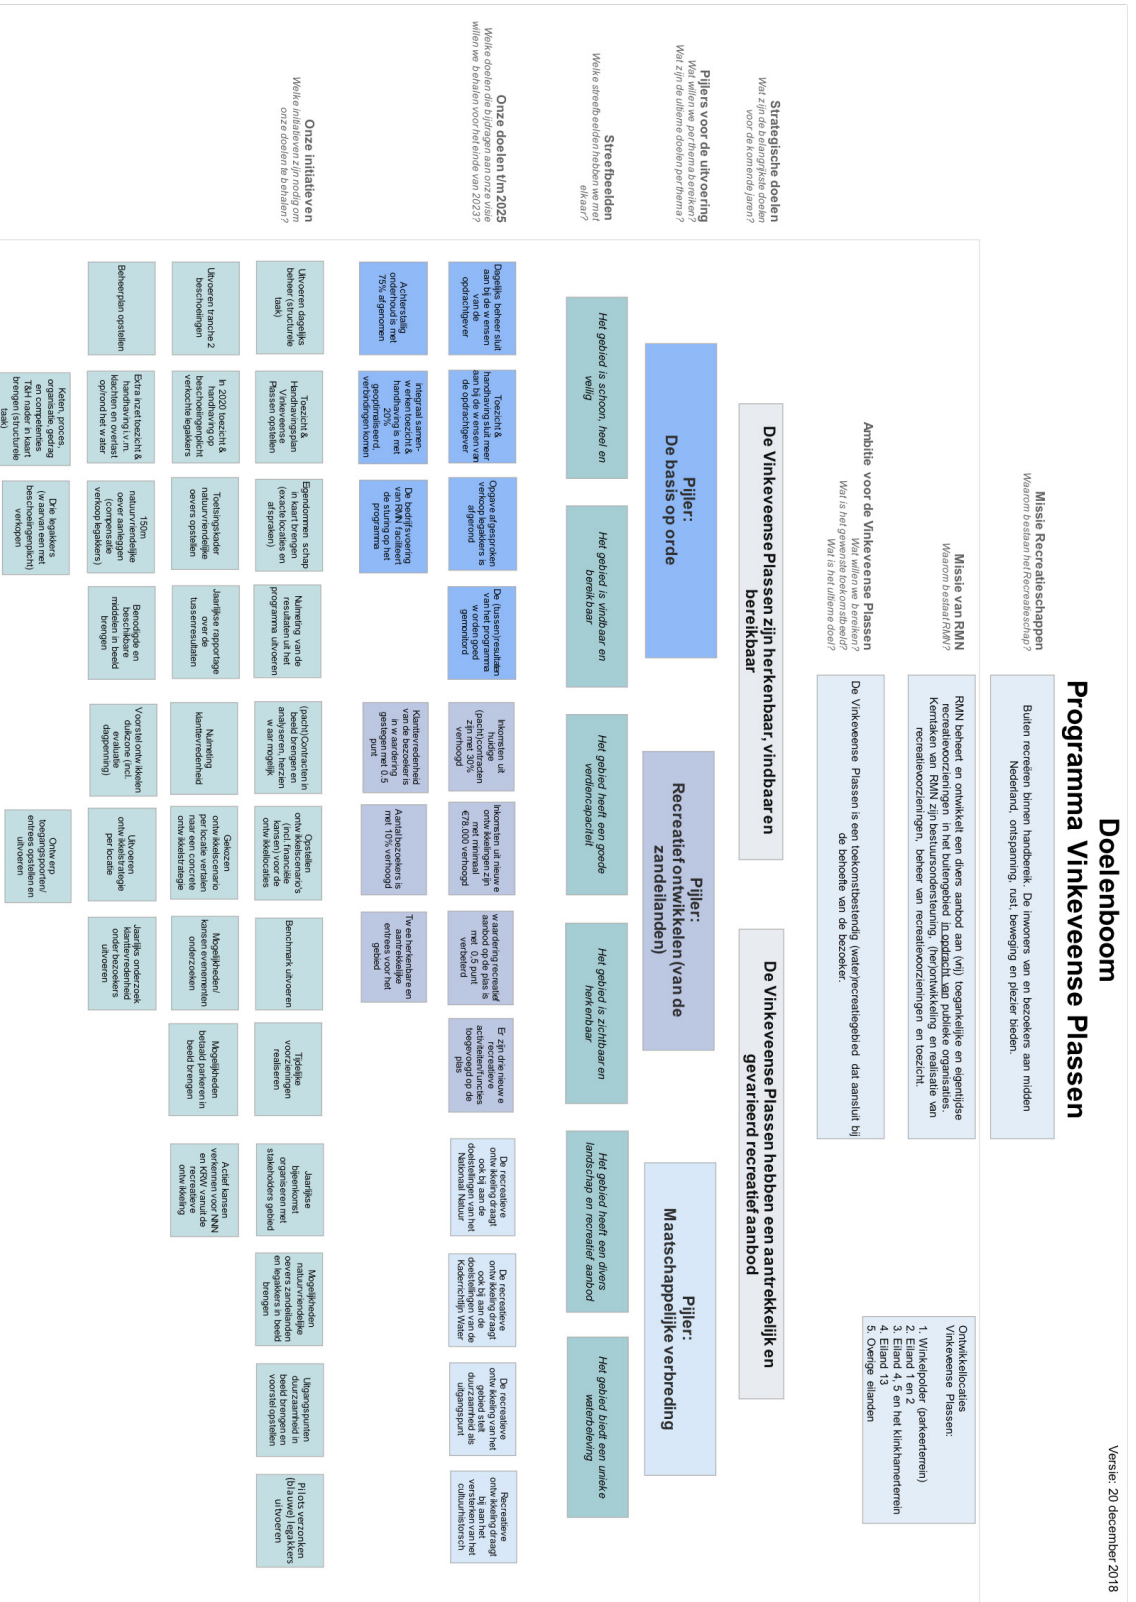 Doelenboom
Programma Vinkeveense Plassen
Versie: 20 december 2018
Missie Recreatieschappen
Waarom bestaan het Recreatieschap?
Buiten recreëren binnen handbereik. De inwoners van en bezoekers aan midden
Nederland, ontspanning, rust, beweging en plezier bieden.
Missie van RMN
Waarom bestaat RMN?
RMN beheert en ontwikkelt een divers aanbod aan (vrij) toegankelijke en eigentijdse
recreatievoorzieningen in het buitengebied in opdracht van publieke organisaties.
Kerntaken van RMN zijn bestuursondersteuning, (her)ontwikkeling en realisatie van
recreatievoorzieningen, beheer van recreatievoorzieningen en toezicht.
Ambitie voor de Vinkeveense Plassen
Wat willen we bereiken?
Wat is het gewenste toekomstbeeld?
Wat is het ultieme doel?
De Vinkeveense Plassen is een toekomstbestendig (water)recreatiegebied dat aansluit bij
de behoefte van de bezoeker.
Ontwikkellocaties
Vinkeveense Plassen:
1. Winkelpolder (parkeerterrein)
2. Eiland 1 en 2
3. Eiland 4, 5 en het klinkhamerterrein
4. Eiland 13
5. Overige eilanden
Strategische doelen
Wat zijn de belangrijkste doelen
voor de komende jaren?
De Vinkeveense Plassen zijn herkenbaar, vindbaar en
bereikbaar
De Vinkeveense Plassen hebben een aantrekkelijk en
gevarieerd recreatief aanbod
Pijlers voor de uitvoering
Wat willen we per thema bereiken?
Wat zijn de ultieme doelen per thema?
Pijler:
De basis op orde
Pijler:
Recreatief ontwikkelen (van de
zandeilanden)
Pijler:
Maatschappelijke verbreding
Streefbeelden
Welke streefbeelden hebben we met
elkaar?
Het gebied is schoon, heel en
veilig
Het gebied is vindbaar en
bereikbaar
Het gebied heeft een goede
verdiencapaciteit
Het gebied is zichtbaar en
herkenbaar
Het gebied heeft een divers
landschap en recreatief aanbod
Het gebied biedt een unieke
waterbeleving
Onze doelen t/m 2025
Welke doelen die bijdragen aan onze visie
willen we behalen voor het einde van 2023?
Dagelijks beheer sluit
aan bij de wensen
van de
opdrachtgever
Toezicht &
handhaving sluit meer
aan bij de wensen van
de opdrachtgever
Opgave afgesproken
verkoop legakkers is
afgerond
De (tussen)resultaten
van het programma
worden goed
gemonitord
Inkomsten uit
huidige
(pacht)contracten
zijn met 30%
verhoogd
Inkomsten uit nieuwe
ontwikkelingen zijn
met minimaal
€78.000 verhoogd
waardering recreatief
aanbod op de plas is
met 0,5 punt
verbeterd
Er zijn drie nieuwe
recreatieve
activiteiten/functies
toegevoegd op de
plas
De recreatieve
ontwikkeling draagt
ook bij aan de
doelstellingen van het
Nationaal Natuur
De recreatieve
ontwikkeling draagt
ook bij aan de
doelstellingen van de
Kaderrichtlijn Water
De recreatieve
ontwikkeling van het
gebied stelt
duurzaamheid als
uitgangspunt
Recreatieve
ontwikkeling draagt
bij aan het
versterken van het
cultuurhistorisch
Achterstallig
onderhoud is met
75% afgenomen
integraal samen-
werken toezicht &
handhaving is met
20%
geoptimaliseerd,
verbindingen komen
De bedrijfsvoering
van RMN faciliteert
de sturing op het
programma
Klanttevredenheid
van de bezoeker is
in waardering
gestegen met 0.5
punt
Aantal bezoekers is
met 10% verhoogd
Twee herkenbare en
aantrekkelijke
entrees voor het
gebied
Onze initiatieven
Welke initiatieven zijn nodig om
onze doelen te behalen?
Uitvoeren dagelijks
beheer (structurele
taak)
Toezicht &
Handhavingsplan
Vinkeveense
Plassen opstellen
Eigendommen schap
in kaart brengen
(exacte locaties en
afspraken)
Nulmeting van de
resultaten uit het
programma uitvoeren
(pacht)Contracten in
beeld brengen en
analyseren, herzien
waar mogelijk
Opstellen
ontwikkelscenario's
(incl. financiële
kansen) voor de
ontwikkellocaties
Benchmark uitvoeren
Tijdelijke
voorzieningen
realiseren
Jaarlijkse
bijeenkomst
organiseren met
stakeholders gebied
Mogelijkheden
natuurvriendelijke
oevers zandeilanden
en legakkers in beeld
brengen
Uitgangspunten
duurzaamheid in
beeld brengen en
voorstel opstellen
Pilots verzonken
(blauwe) legakkers
uitvoeren
Uitvoeren tranche 2
beschoeiingen
In 2020 toezicht &
handhaving op
beschoeiingenplicht
verkochte legakkers
Toetsingskader
natuurvriendelijke
oevers opstellen
Jaarlijkse rapportage
over de
tussenresultaten
Nulmeting
klanttevredenheid
Gekozen
ontwikkelscenario
per locatie vertalen
naar een concrete
ontwikkelstrategie
Mogelijkheden/
kansen evenementen
onderzoeken
Mogelijkheden
betaald parkeren in
beeld brengen
Actief kansen
verkennen voor NNN
en KRW vanuit de
recreatieve
ontwikkeling
Beheerplan opstellen
Extra inzet toezicht &
handhaving i.v.m.
klachten en overlast
op/rond het water
150m
natuurvriendelijke
oever aanleggen
(compensatie
verkoop legakkers)
Benodigde en
beschikbare
middelen in beeld
brengen
Voorstel ontwikkelen
duikzone (incl.
evaluatie
dagpenning)
Uitvoeren
ontwikkelstrategie
per locatie
Jaarlijks onderzoek
klanttevredenheid
onder bezoekers
uitvoeren
Keten, proces,
organisatie, gedrag
en competenties
T&H nader in kaart
brengen (structurele
taak)
Drie legakkers
(waarvan een met
beschoeiingenplicht)
verkopen
Ontwerp
toegangspoorten/
entrees opstellen en
uitvoeren